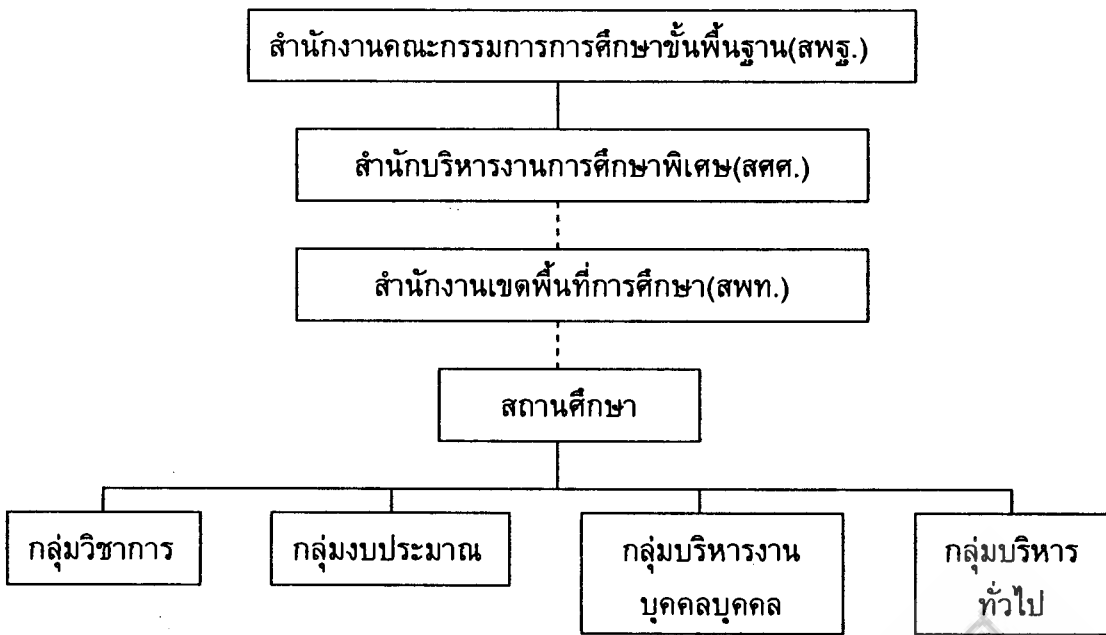 สำนักงานคณะกรรมการการศึกษาขั้นพื้นฐาน(สพฐ.)
สำนักบริหารงานการศึกษาพิเศษ(สศศ.)
สำนักงานเขตพื้นที่การศึกษา(สพท.)
สถานศึกษา
กลุ่มวิชาการ
กลุ่มงบประมาณ
กลุ่มบริหารงาน
บุคคลบุคคล
กลุ่มบริหาร
ทั่วไป